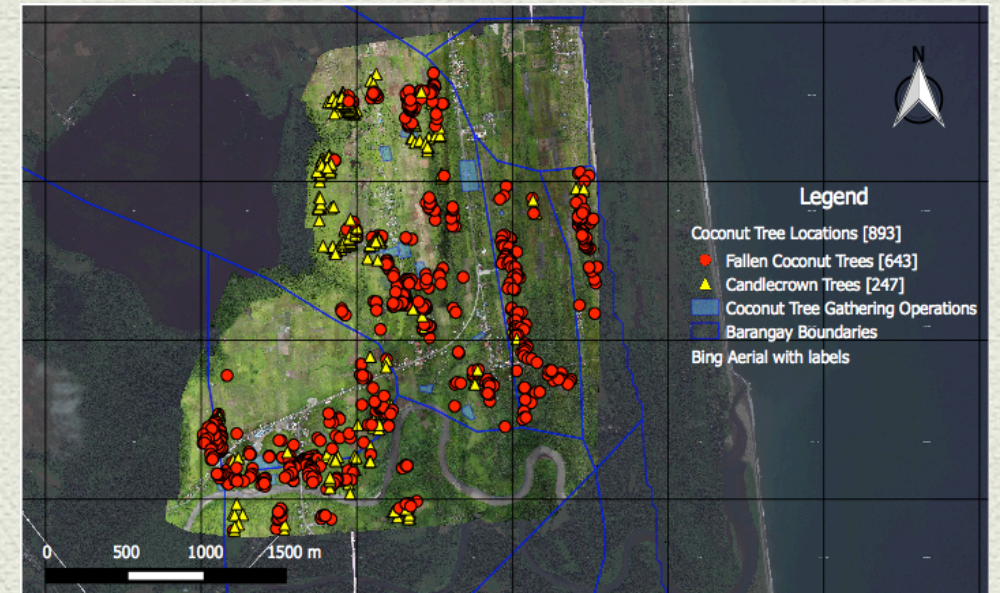 N
Legend
Coconut Tree Locations [893]
Fallen Coconut Trees [643]
Candlecrown Trees [247]
Coconut Tree Gathering Operations
Barangay Boundaries
Bing Aerial with labels
0 500 1000 1500 m